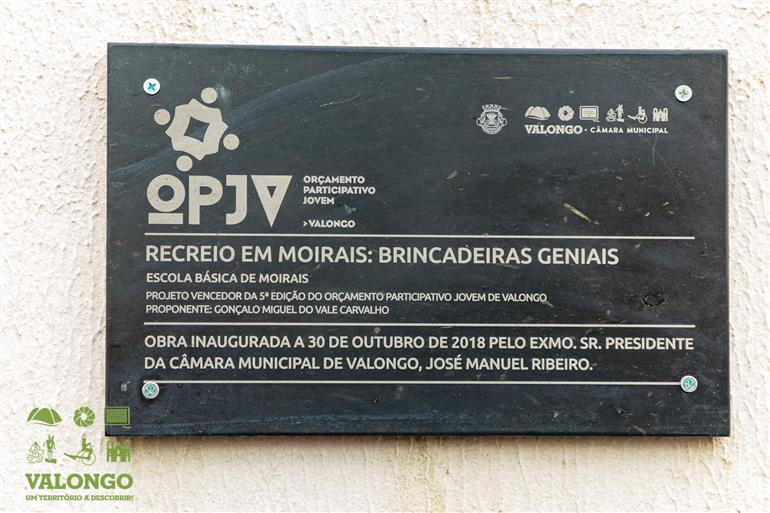 OPJV
ORÇAMENTO
PARTICIPATIVO
JOVEM
>VALONGO
VALONGO · CÂMARA MUNICIPAL
RECREIO EM MOIRAIS: BRINCADEIRAS GENIAIS
ESCOLA BÁSICA DE MOIRAIS
PROJETO VENCEDOR DA 5ª EDIÇÃO DO ORÇAMENTO PARTICIPATIVO JOVEM DE VALONGO
PROPONENTE: GONÇALO MIGUEL DO VALE CARVALHO
OBRA INAUGURADA A 30 DE OUTUBRO DE 2018 PELO EXMO. SR. PRESIDENTE
DA CÂMARA MUNICIPAL DE VALONGO, JOSÉ MANUEL RIBEIRO.
VALONGO
UM TERRITÓRIO A DESCOBRIR!